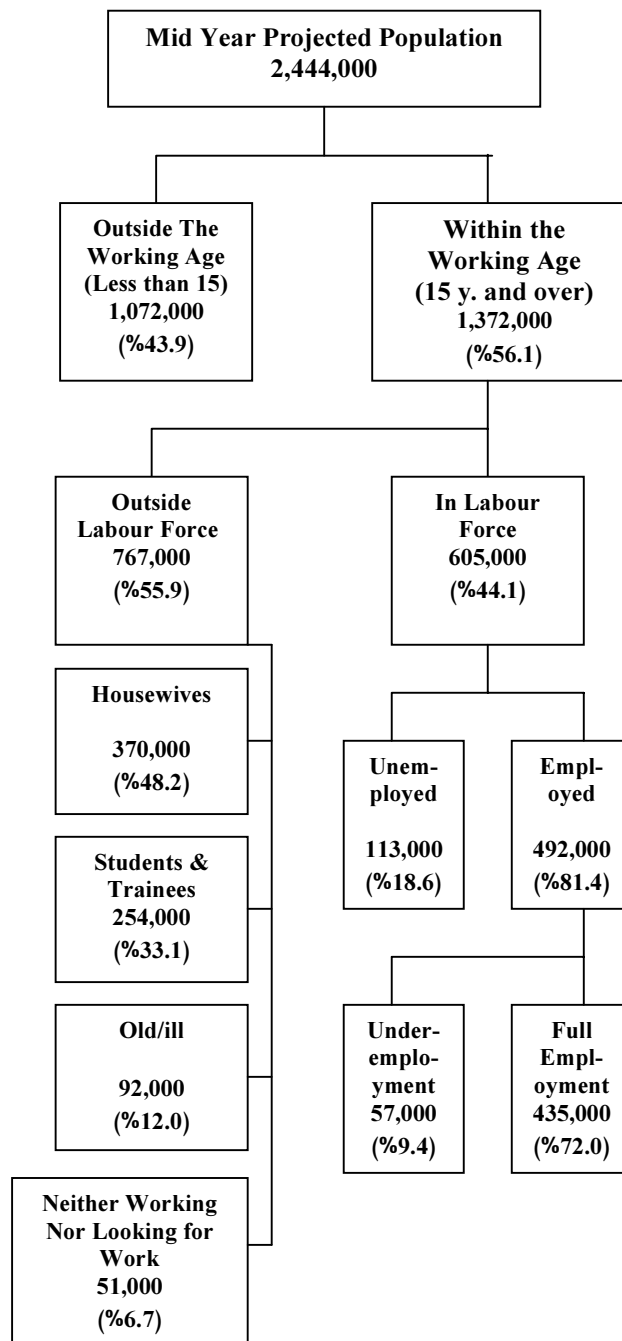 Mid Year Projected Population
2,444,000
Outside The
Working Age
(Less than 15)
1,072,000
(%43.9)
Within the
Working Age
(15 y. and over)
1,372,000
(%56.1)
Outside
Labour Force
767,000
(%55.9)
In Labour
Force
605,000
(%44.1)
Housewives
370,000
(%48.2)
Students &
Trainees
254,000
(%33.1)
Old/ill
92,000
(%12.0)
Neither Working
Nor Looking for
Work
51,000
(%6.7)
Unem-
ployed
113,000
(%18.6)
Empl-
oyed
492,000
(%81.4)
Under-
emplo-
yment
57,000
(%9.4)
Full
Empl-
oyment
435,000
(%72.0)